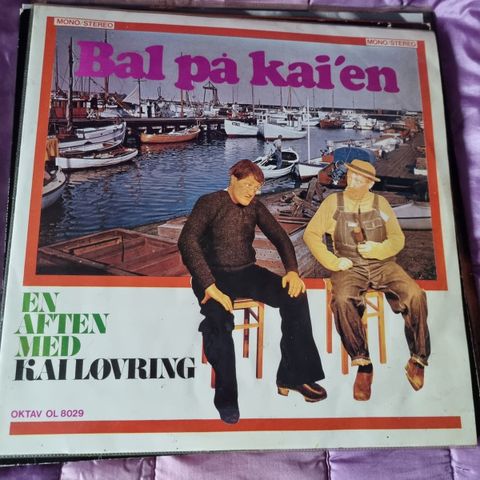 MONO/STEREO
MONO/STEREO
Bal på kai'en
EN
AFTEN
MED
KAI LØVRING
OKTAV OL 8029